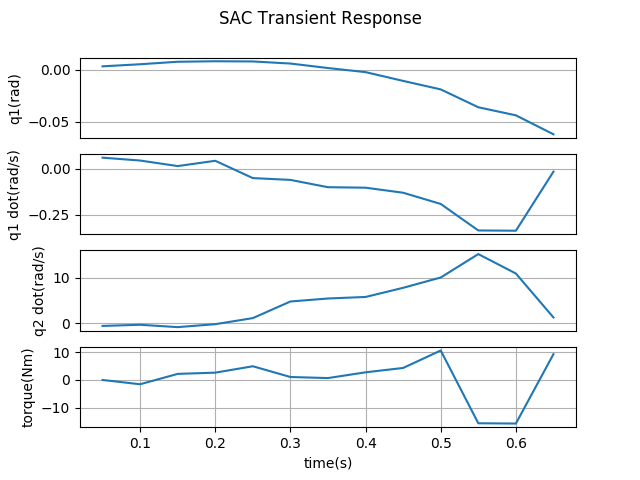 SAC Transient Response
q1(rad)
0.00
−0.05
q1 dot(rad/s)
0.00
−0.25
q2 dot(rad/s)
10
0
torque(Nm)
10
0
−10
0.1 0.2 0.3 0.4 0.5 0.6
time(s)